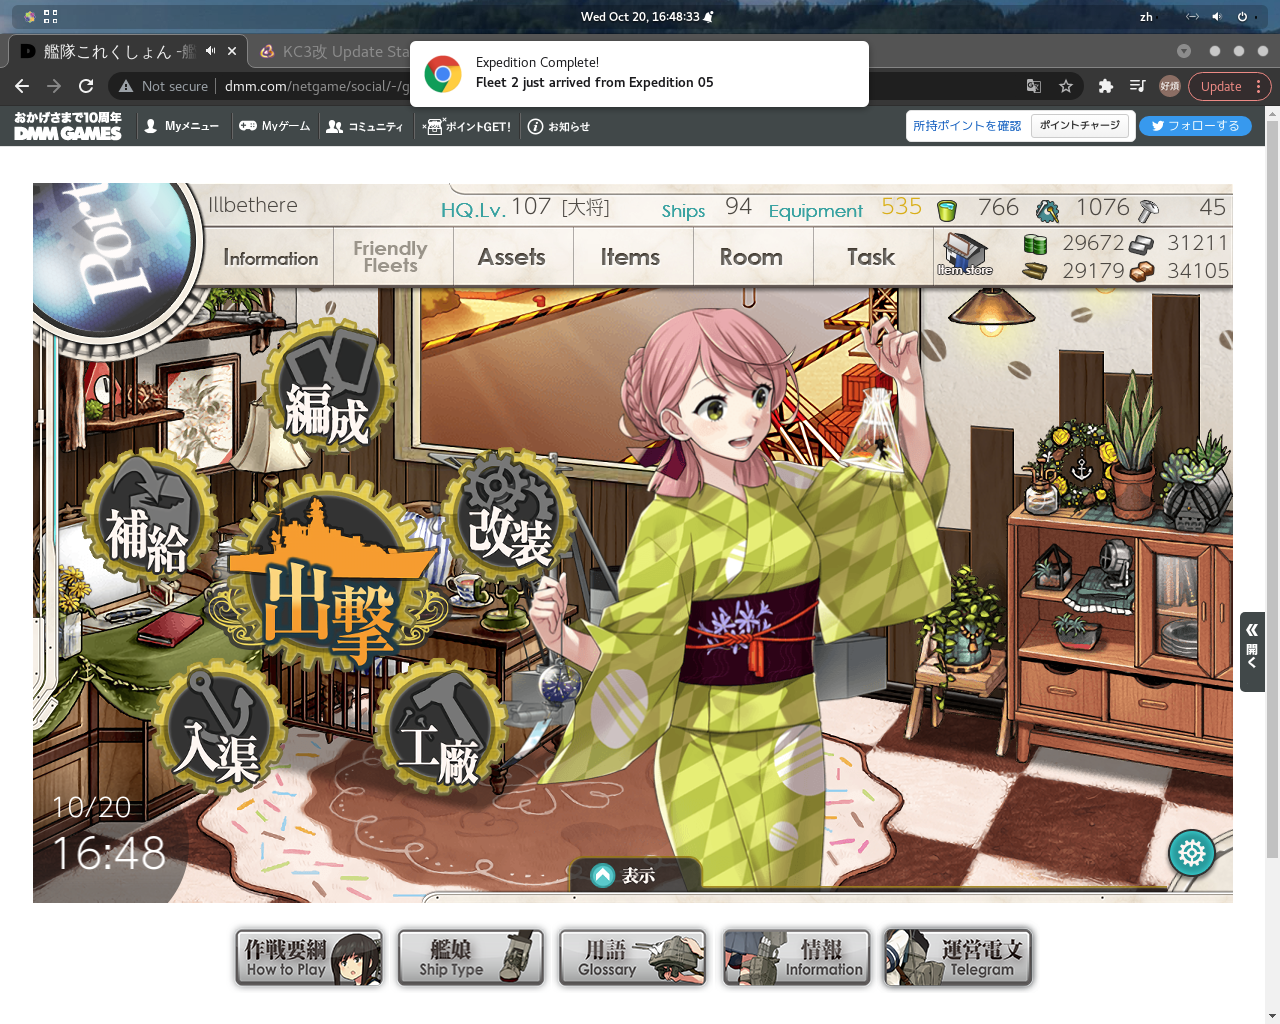 Wed Oct 20, 16:48:33
zh
艦隊これくしょん -艦
KC3改 Update Sta
Expedition Complete!
Fleet 2 just arrived from Expedition 05
Not secure
dmm.com/netgame/social/-/g
好煩
Update
おかげさまで10周年
DMM GAMES
Myメニュー
Myゲーム
コミュニティ
ポイントGET!
お知らせ
所持ポイントを確認
ポイントチャージ
フォローする
Port
Illbethere
HQ.Lv. 107 [大将]
Ships 94
Equipment 535
766
1076
45
Information
Friendly Fleets
Assets
Items
Room
Task
Item store
29672
31211
29179
34105
編成
補給
改装
出撃
入渠
工廠
開
10/20
16:48
表示
作戦要綱
How to Play
艦娘
Ship Type
用語
Glossary
情報
Information
運営電文
Telegram